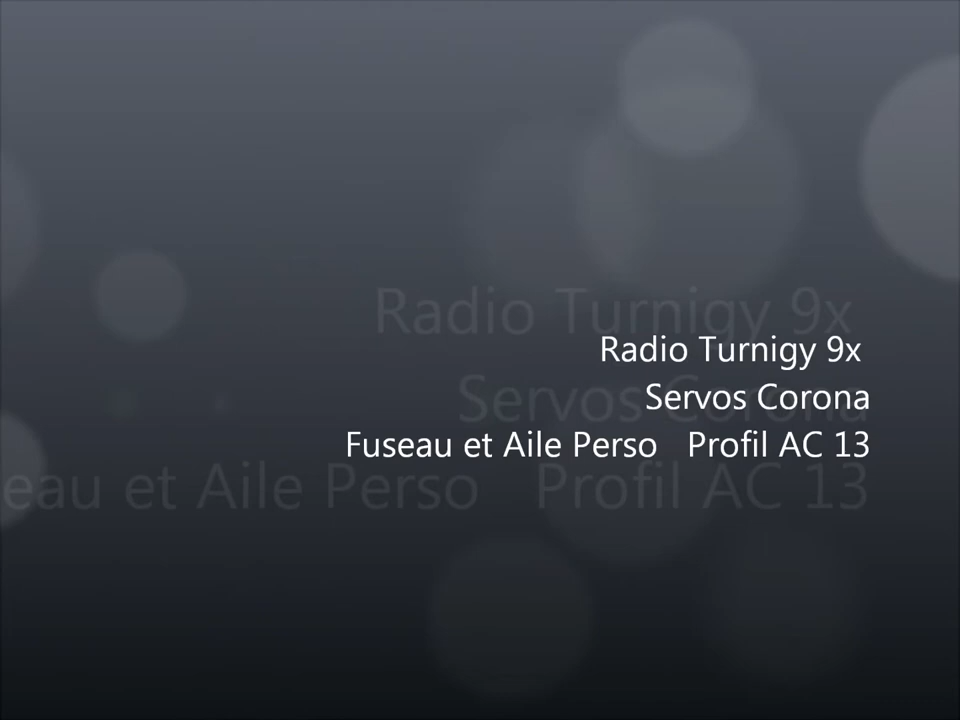 Radio Turnigy 9x
Servos Corona
Fuseau et Aile Perso   Profil AC 13